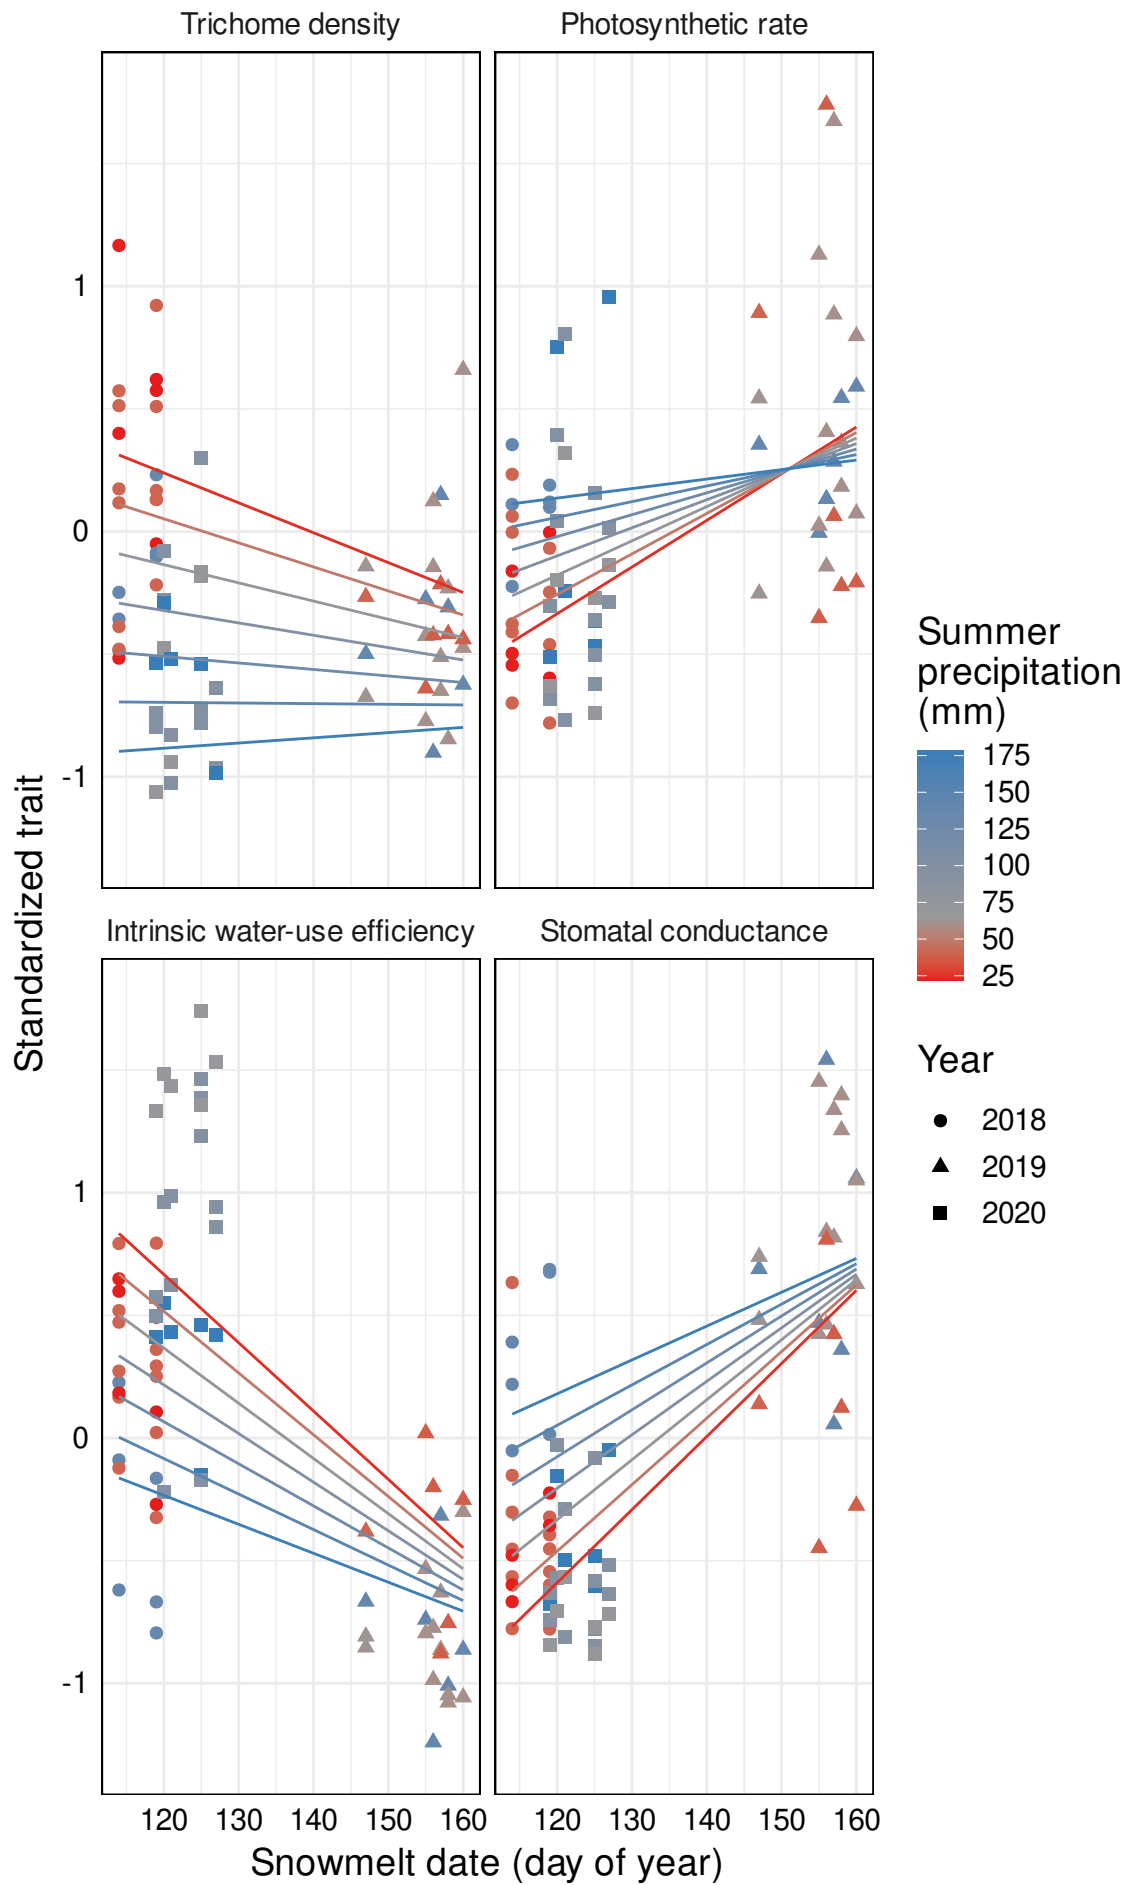 Trichome density
Photosynthetic rate
1
0
-1
Intrinsic water-use efficiency
Stomatal conductance
1
0
-1
120 130 140 150 160
120 130 140 150 160
Snowmelt date (day of year)
Standardized trait
Summer
precipitation
(mm)
175
150
125
100
75
50
25
Year
2018
2019
2020